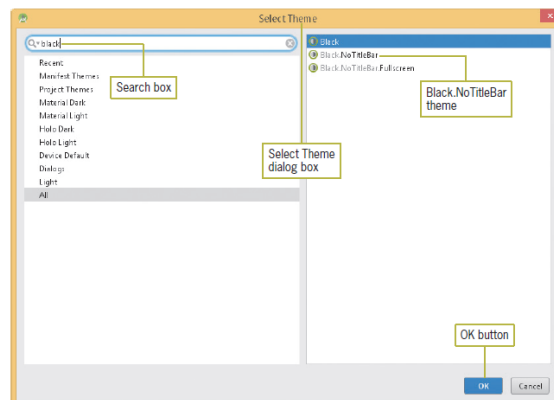 Select Theme
black
Recent
Manifest Themes
Project Themes
Material Dark
Material Light
Holo Dark
Holo Light
Device Default
Dialogs
Light
All
Search box
Black
Black.NoTitleBar
Black.NoTitleBar.Fullscreen
Black.NoTitleBar
theme
Select Theme
dialog box
OK button
OK
Cancel